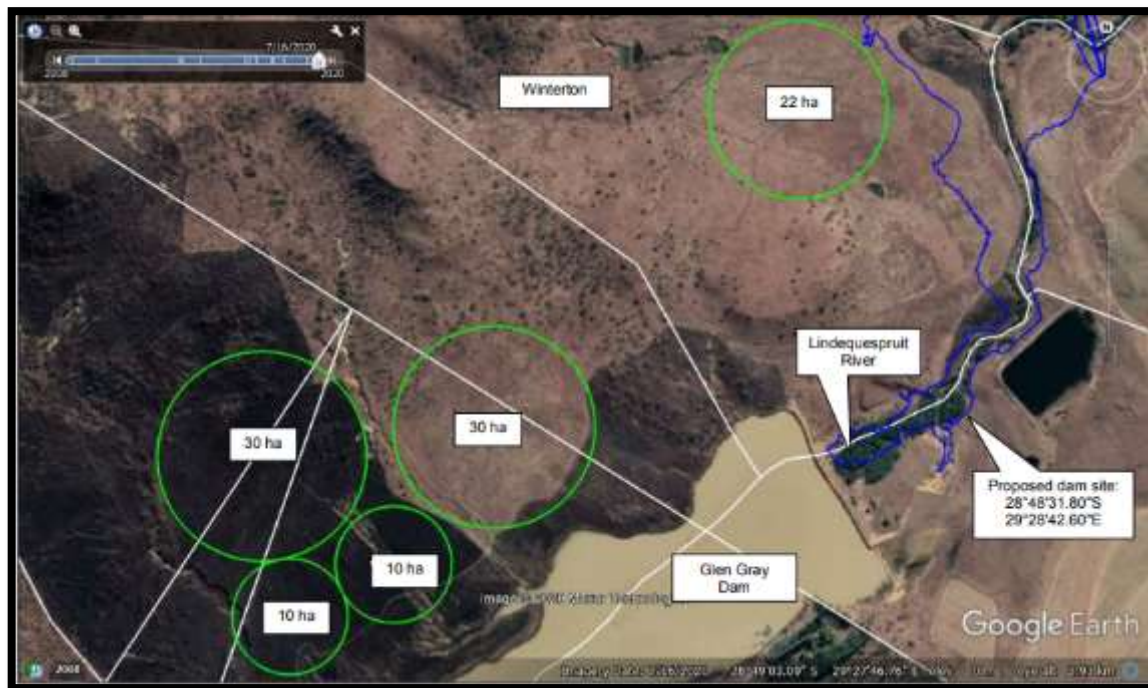 7/16/2020
2008
2020
Winterton
22 ha
N
Lindequespruit
River
30 ha
30 ha
Proposed dam site:
28°48'31.80"S
29°28'42.60"E
10 ha
Glen Gray
Dam
10 ha
Google Earth
2008